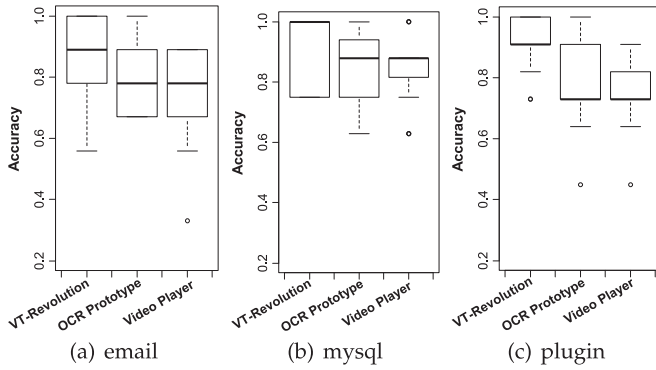 Accuracy
1.0
0.8
0.6
0.4
0.2
VT-Revolution
OCR Prototype
Video Player
(a) email
Accuracy
1.0
0.8
0.6
0.4
0.2
VT-Revolution
OCR Prototype
Video Player
(b) mysql
Accuracy
1.0
0.8
0.6
0.4
0.2
VT-Revolution
OCR Prototype
Video Player
(c) plugin